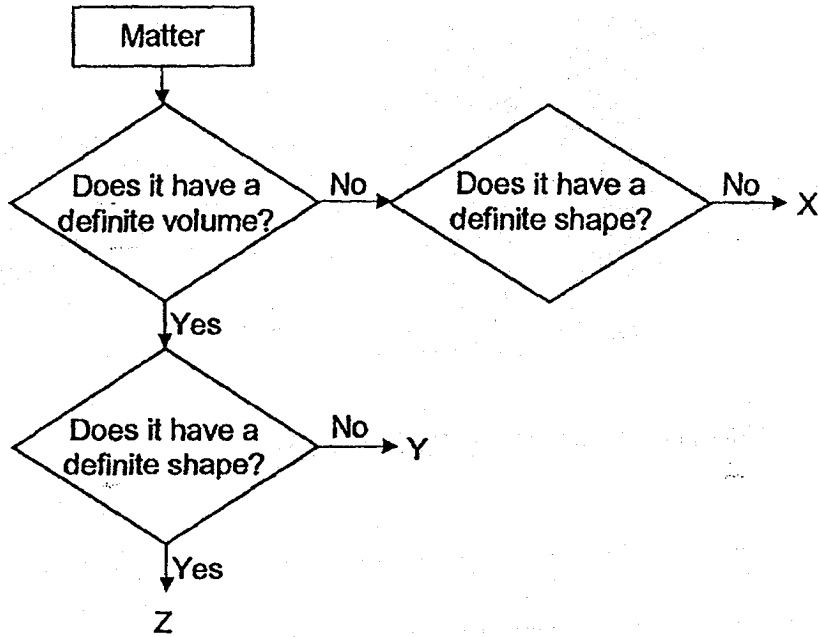 Matter
Does it have a
definite volume?
No
Does it have a
definite shape?
No
X
Yes
Does it have a
definite shape?
No
Y
Yes
Z